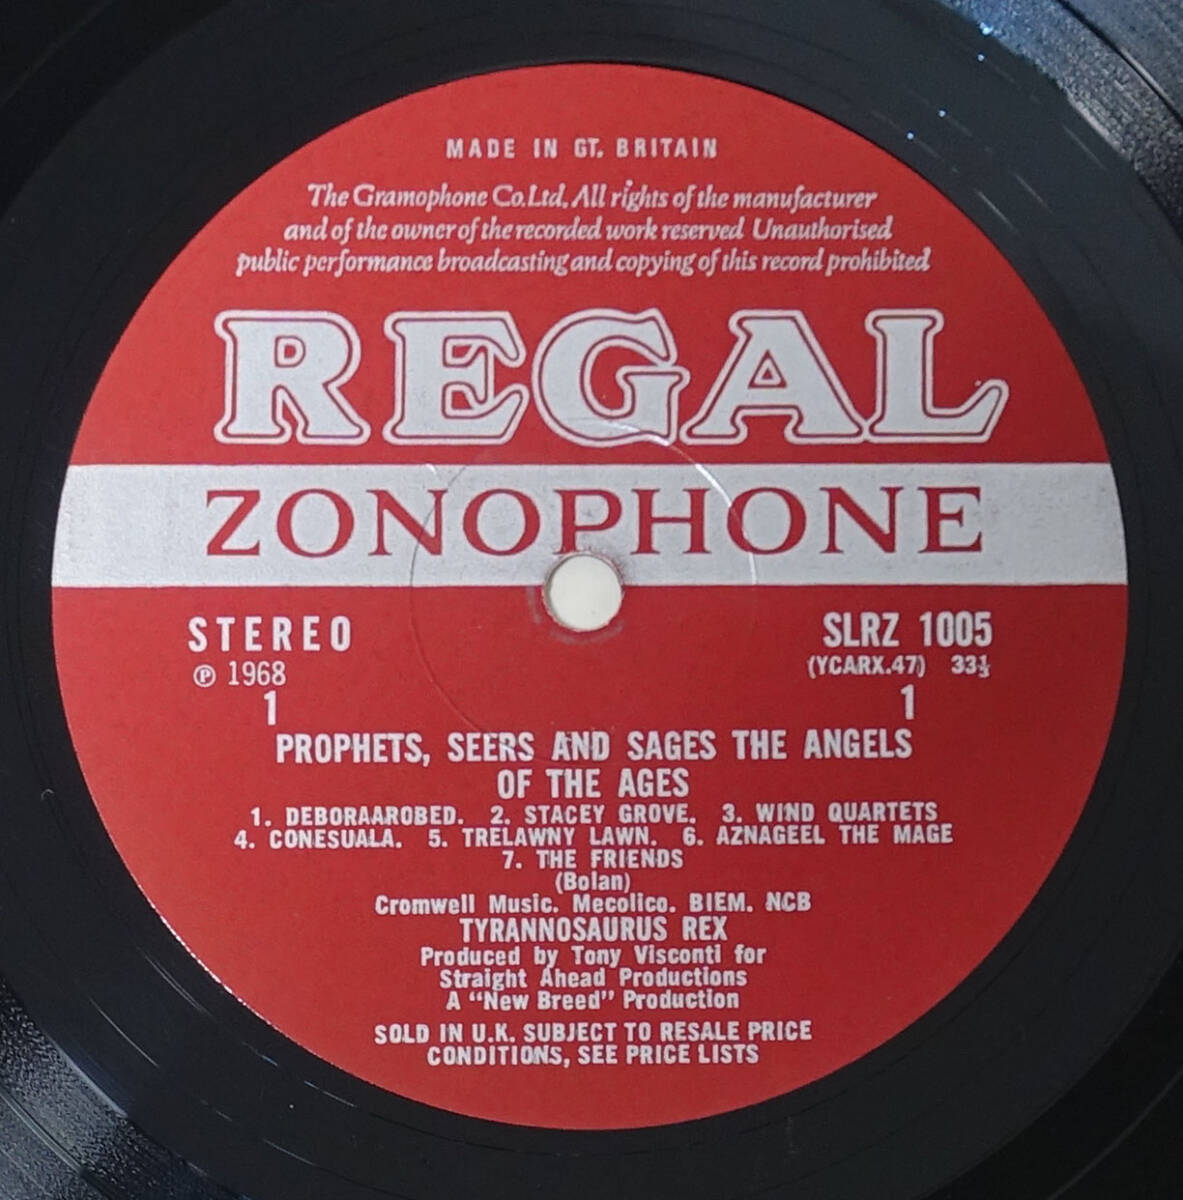 MADE IN GT. BRITAIN
The Gramophone Co.Ltd. All rights of the manufacturer
and of the owner of the recorded work reserved Unauthorised
public performance broadcasting and copying of this record prohibited
REGAL
ZONOPHONE
STEREO
℗ 1968
1
SLRZ 1005
(YCARX.47) 33⅓
1
PROPHETS, SEERS AND SAGES THE ANGELS
OF THE AGES
1. DEBORAAROBED. 2. STACEY GROVE. 3. WIND QUARTETS
4. CONESUALA. 5. TRELAWNY LAWN. 6. AZNAGEEL THE MAGE
7. THE FRIENDS
(Bolan)
Cromwell Music. Mecolico. BIEM. NCB
TYRANNOSAURUS REX
Produced by Tony Visconti for
Straight Ahead Productions
A "New Breed" Production
SOLD IN U.K. SUBJECT TO RESALE PRICE
CONDITIONS, SEE PRICE LISTS